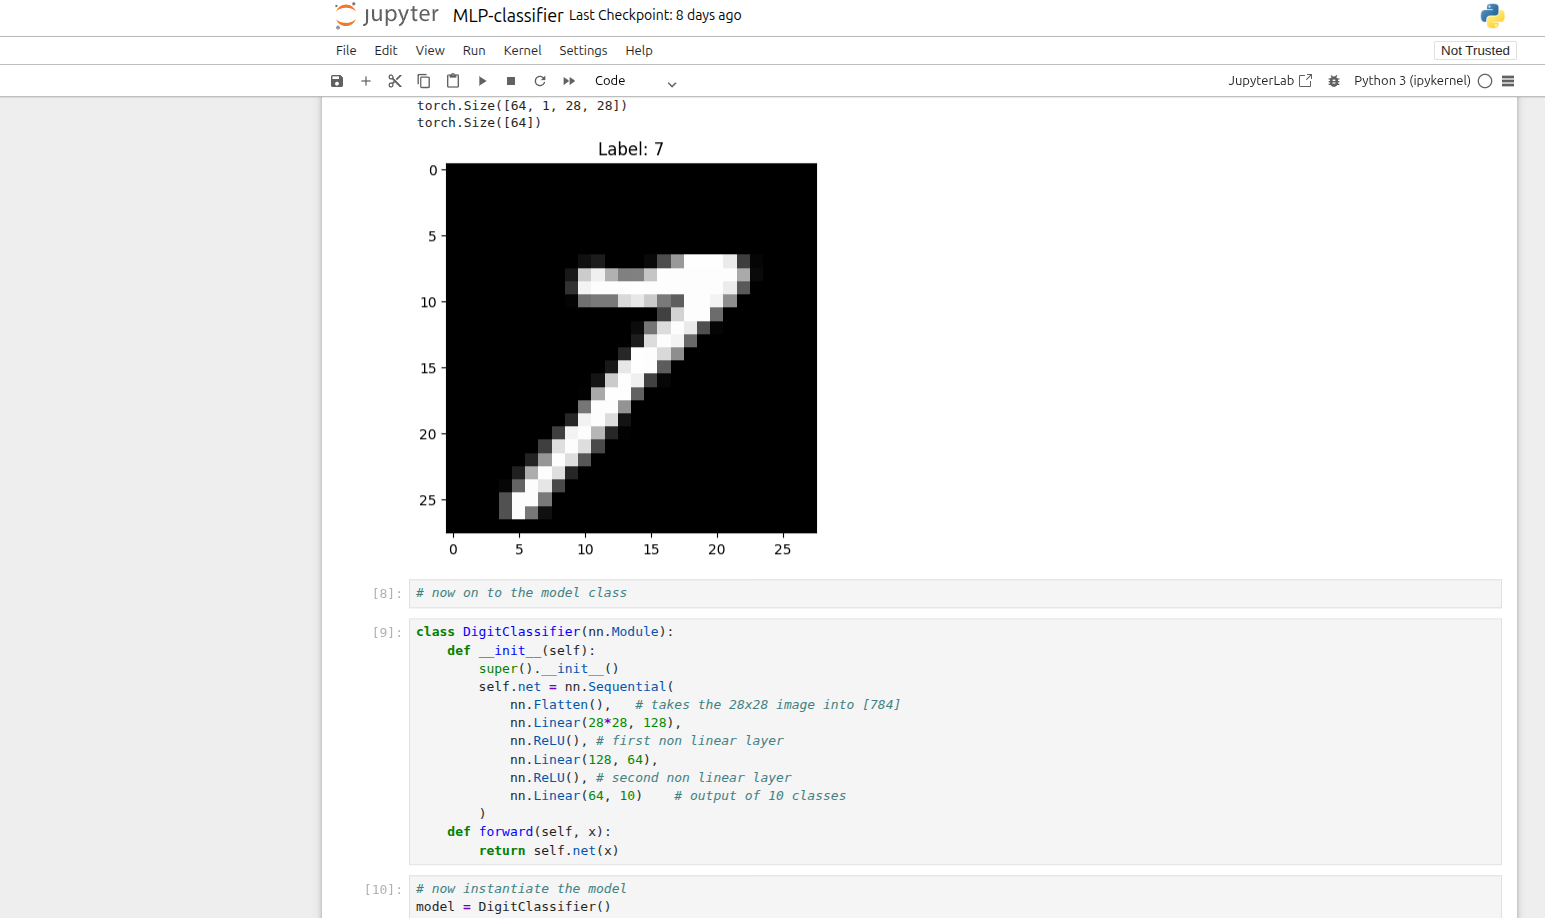 jupyter MLP-classifier Last Checkpoint: 8 days ago
File Edit View Run Kernel Settings Help
Not Trusted
Code
JupyterLab
Python 3 (ipykernel)
torch.Size([64, 1, 28, 28])
torch.Size([64])
Label: 7
0
5
10
15
20
25
0 5 10 15 20 25
[8]: # now on to the model class
[9]: class DigitClassifier(nn.Module):
    def __init__(self):
        super().__init__()
        self.net = nn.Sequential(
            nn.Flatten(),   # takes the 28x28 image into [784]
            nn.Linear(28*28, 128),
            nn.ReLU(), # first non linear layer
            nn.Linear(128, 64),
            nn.ReLU(), # second non linear layer
            nn.Linear(64, 10)    # output of 10 classes
        )
    def forward(self, x):
        return self.net(x)
[10]: # now instantiate the model
model = DigitClassifier()